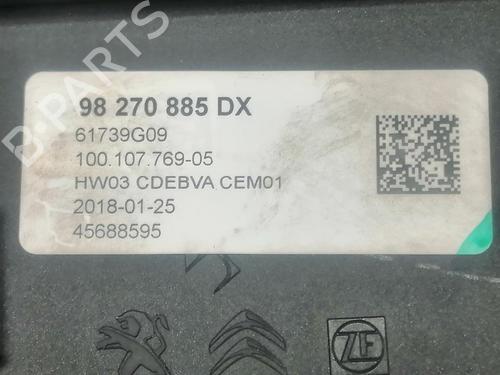 B-PARTS
98 270 885 DX
61739G09
100.107.769-05
HW03 CDEBVA CEM01
2018-01-25
45688595
ZF